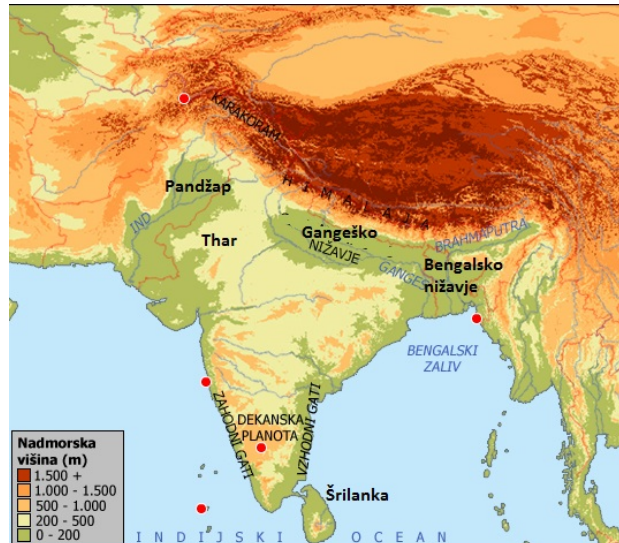 KARAKORAM
Pandžap
HIMALAJA
IND
Thar
Gangeško
NIŽAVJE
BRAHMAPUTRA
GANGES
Bengalsko
nižavje
BENGALSKI
ZALIV
ZAHODNI GATI
DEKANSKA
PLANOTA
VZHODNI GATI
Šrilanka
INDIJSKI OCEAN
Nadmorska
višina (m)
1.500 +
1.000 - 1.500
500 - 1.000
200 - 500
0 - 200